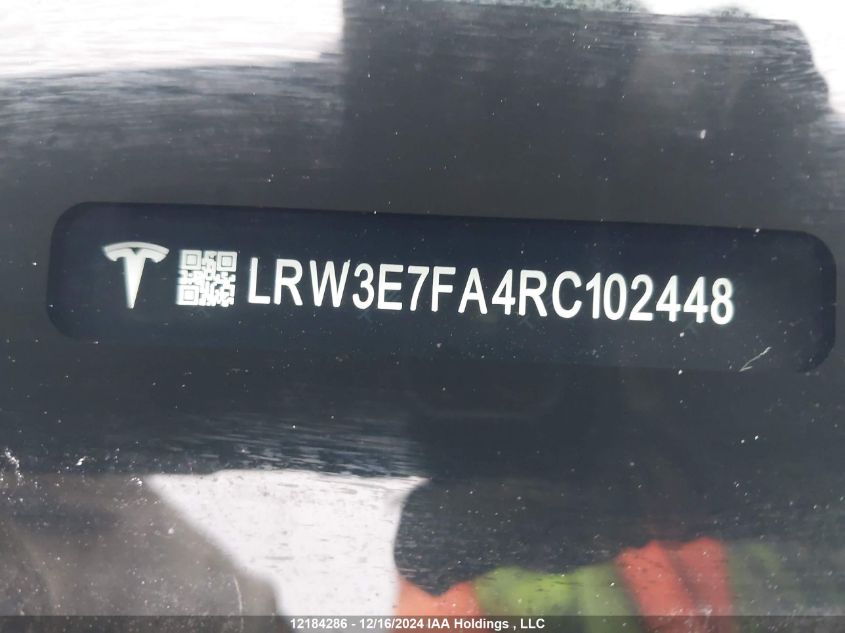 LRW3E7FA4RC102448
12184286 - 12/16/2024 IAA Holdings , LLC